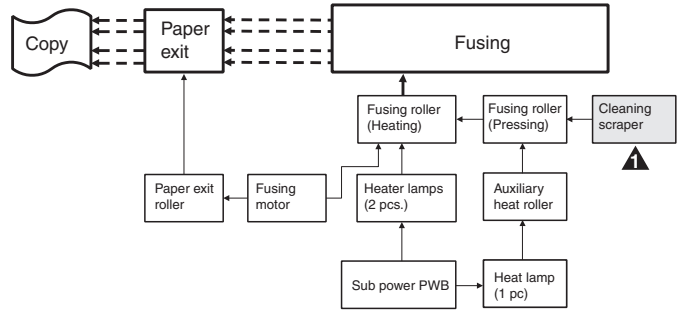 Copy
Paper
exit
Fusing
Fusing roller
(Heating)
Fusing roller
(Pressing)
Cleaning
scraper
1
Paper exit
roller
Fusing
motor
Heater lamps
(2 pcs.)
Auxiliary
heat roller
Sub power PWB
Heat lamp
(1 pc)